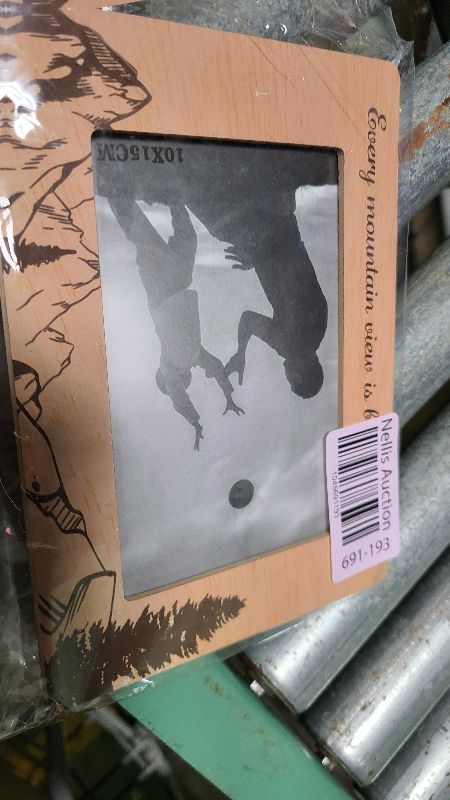 Every mountain view is
10X15CM
Nellis Auction
691-193